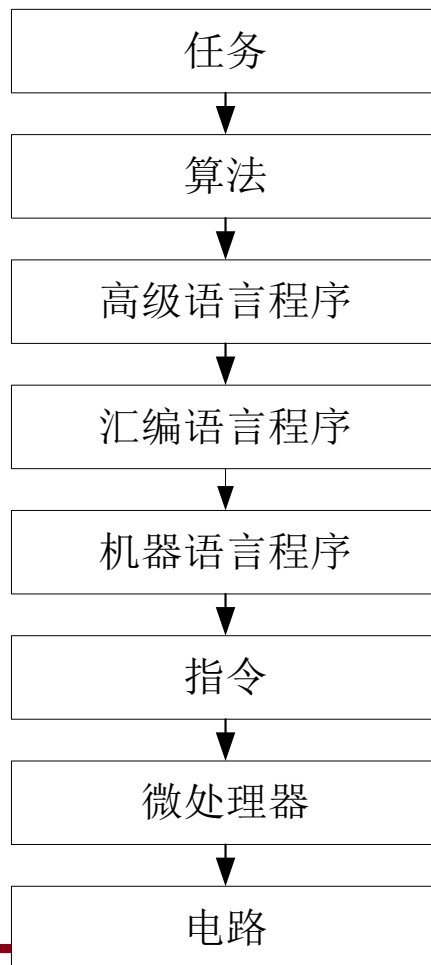 任务
算法
高级语言程序
汇编语言程序
机器语言程序
指令
微处理器
电路